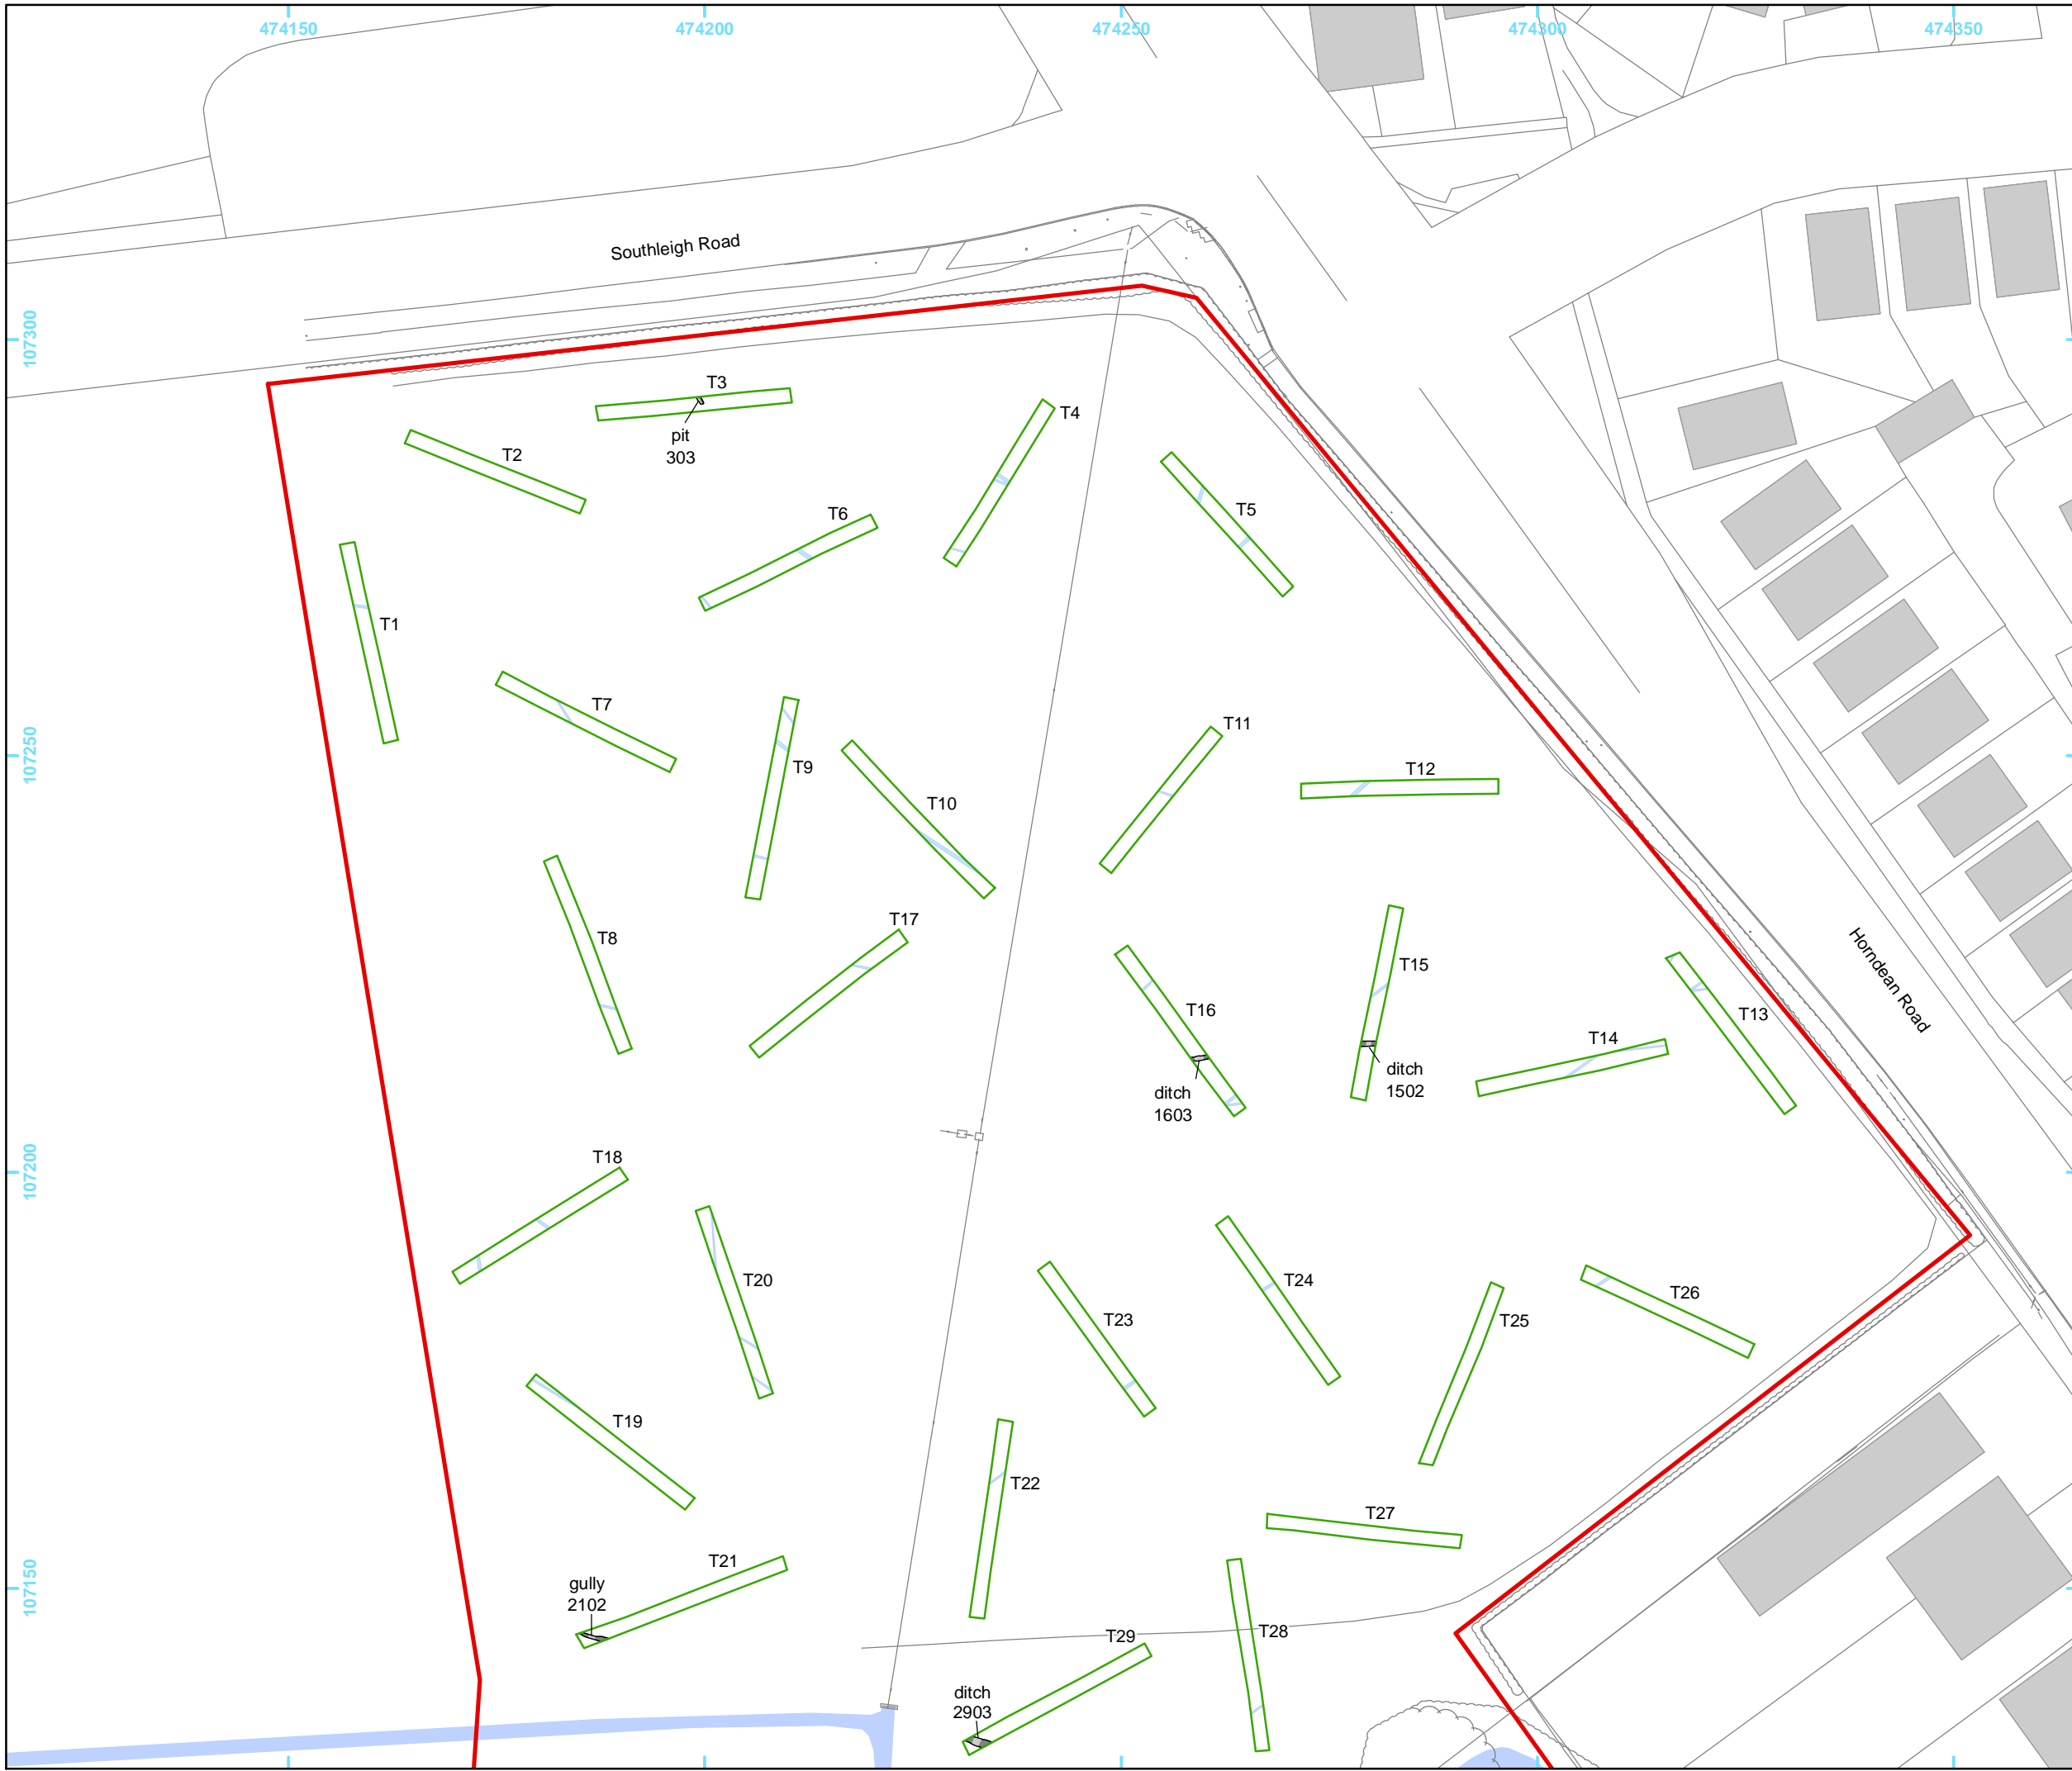 474150
474200
474250
474300
474350
Southleigh Road
107300
T3
pit
303
T4
T2
T5
T6
T1
T7
T11
107250
T9
T12
T10
T17
T8
T15
Horndean Road
T16
T13
T14
ditch
1502
ditch
1603
107200
T18
T20
T24
T26
T23
T25
T19
T22
T27
107150
T21
gully
2102
T28
T29
ditch
2903